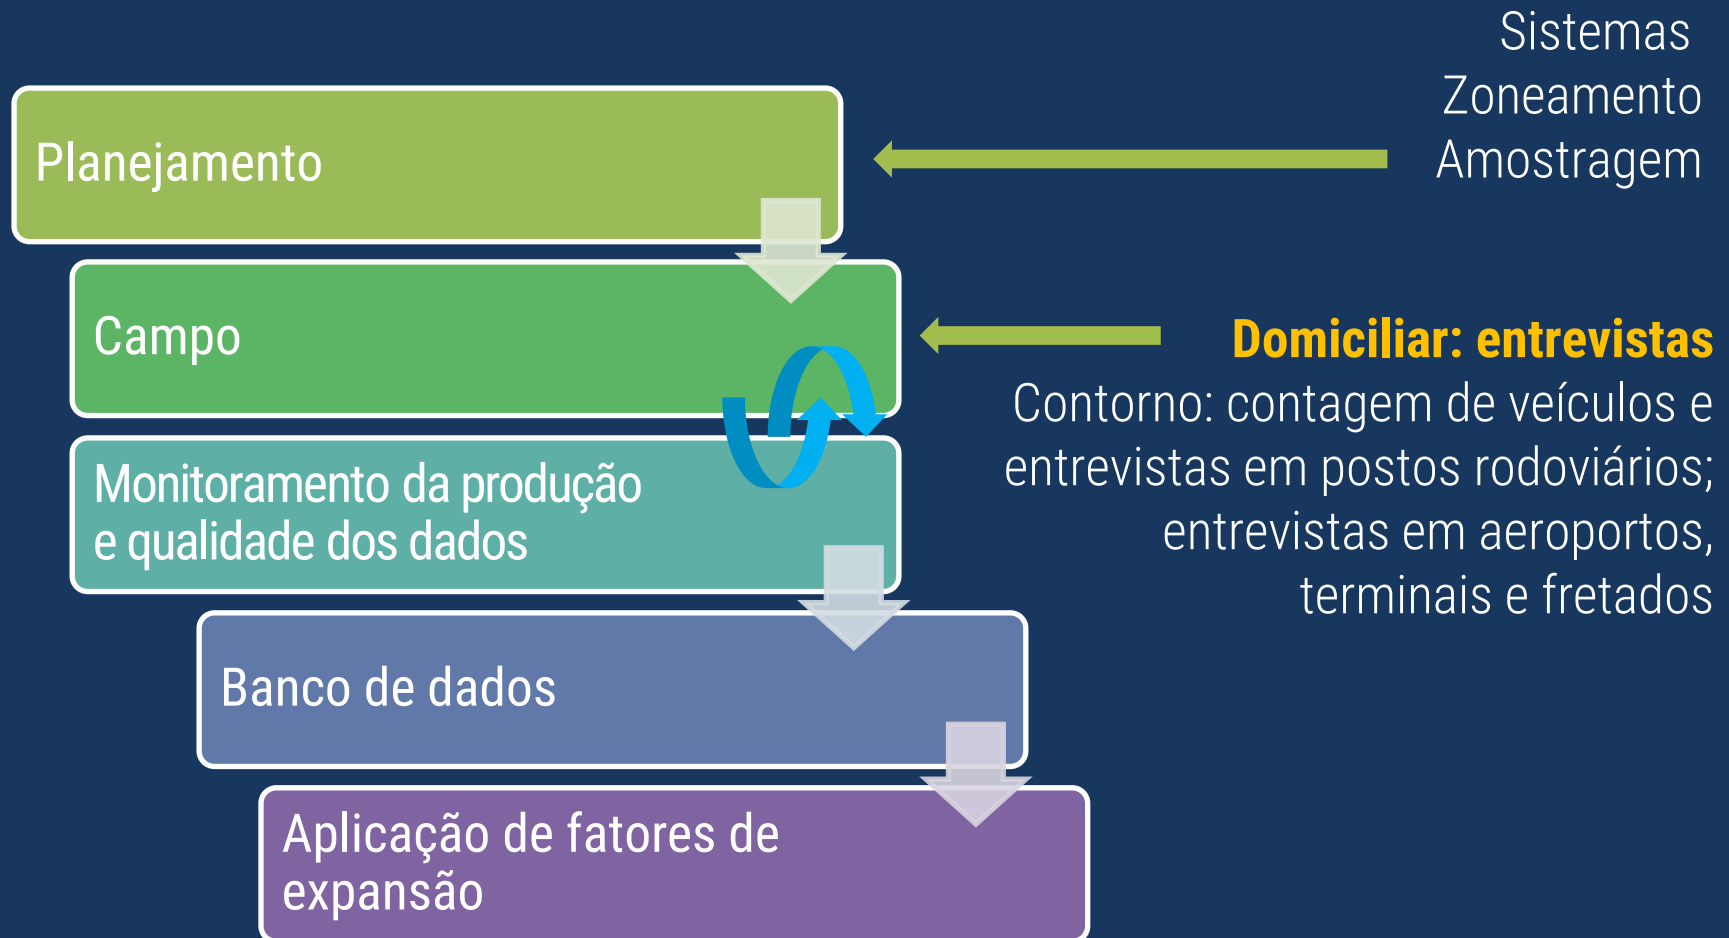 Sistemas
Zoneamento
Amostragem
Planejamento
Campo
Domiciliar: entrevistas
Contorno: contagem de veículos e
entrevistas em postos rodoviários;
entrevistas em aeroportos,
terminais e fretados
Monitoramento da produção
e qualidade dos dados
Banco de dados
Aplicação de fatores de
expansão